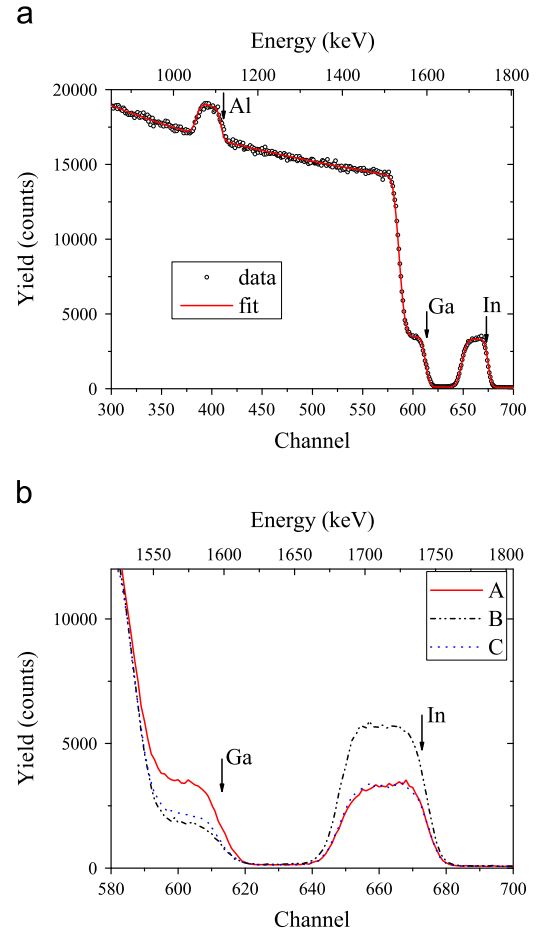 a
Energy (keV)
1000 1200 1400 1600 1800
20000
15000
10000
5000
0
Yield (counts)
Al
data
fit
Ga
In
300 350 400 450 500 550 600 650 700
Channel
b
Energy (keV)
1550 1600 1650 1700 1750 1800
10000
5000
0
Yield (counts)
A
B
C
Ga
In
580 600 620 640 660 680 700
Channel